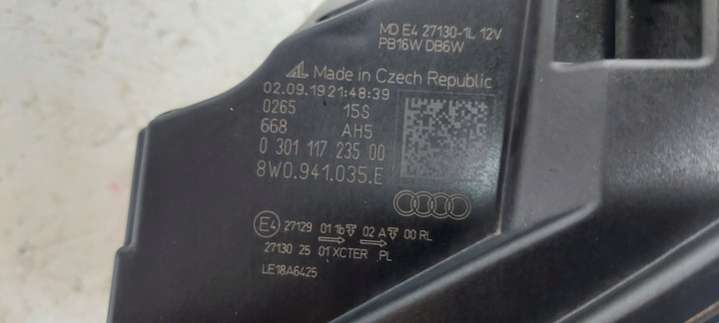 MD E4 27130-1L 12V
PB16W DB6W
AL Made in Czech Republic
02.09.19 21:48:39
0265 15S
668 AH5
0 301 117 235 00
8W0.941.035.E
E4 27129 01 1b 02 A 00 RL
27130 25 01 XCTER PL
LE18A6425